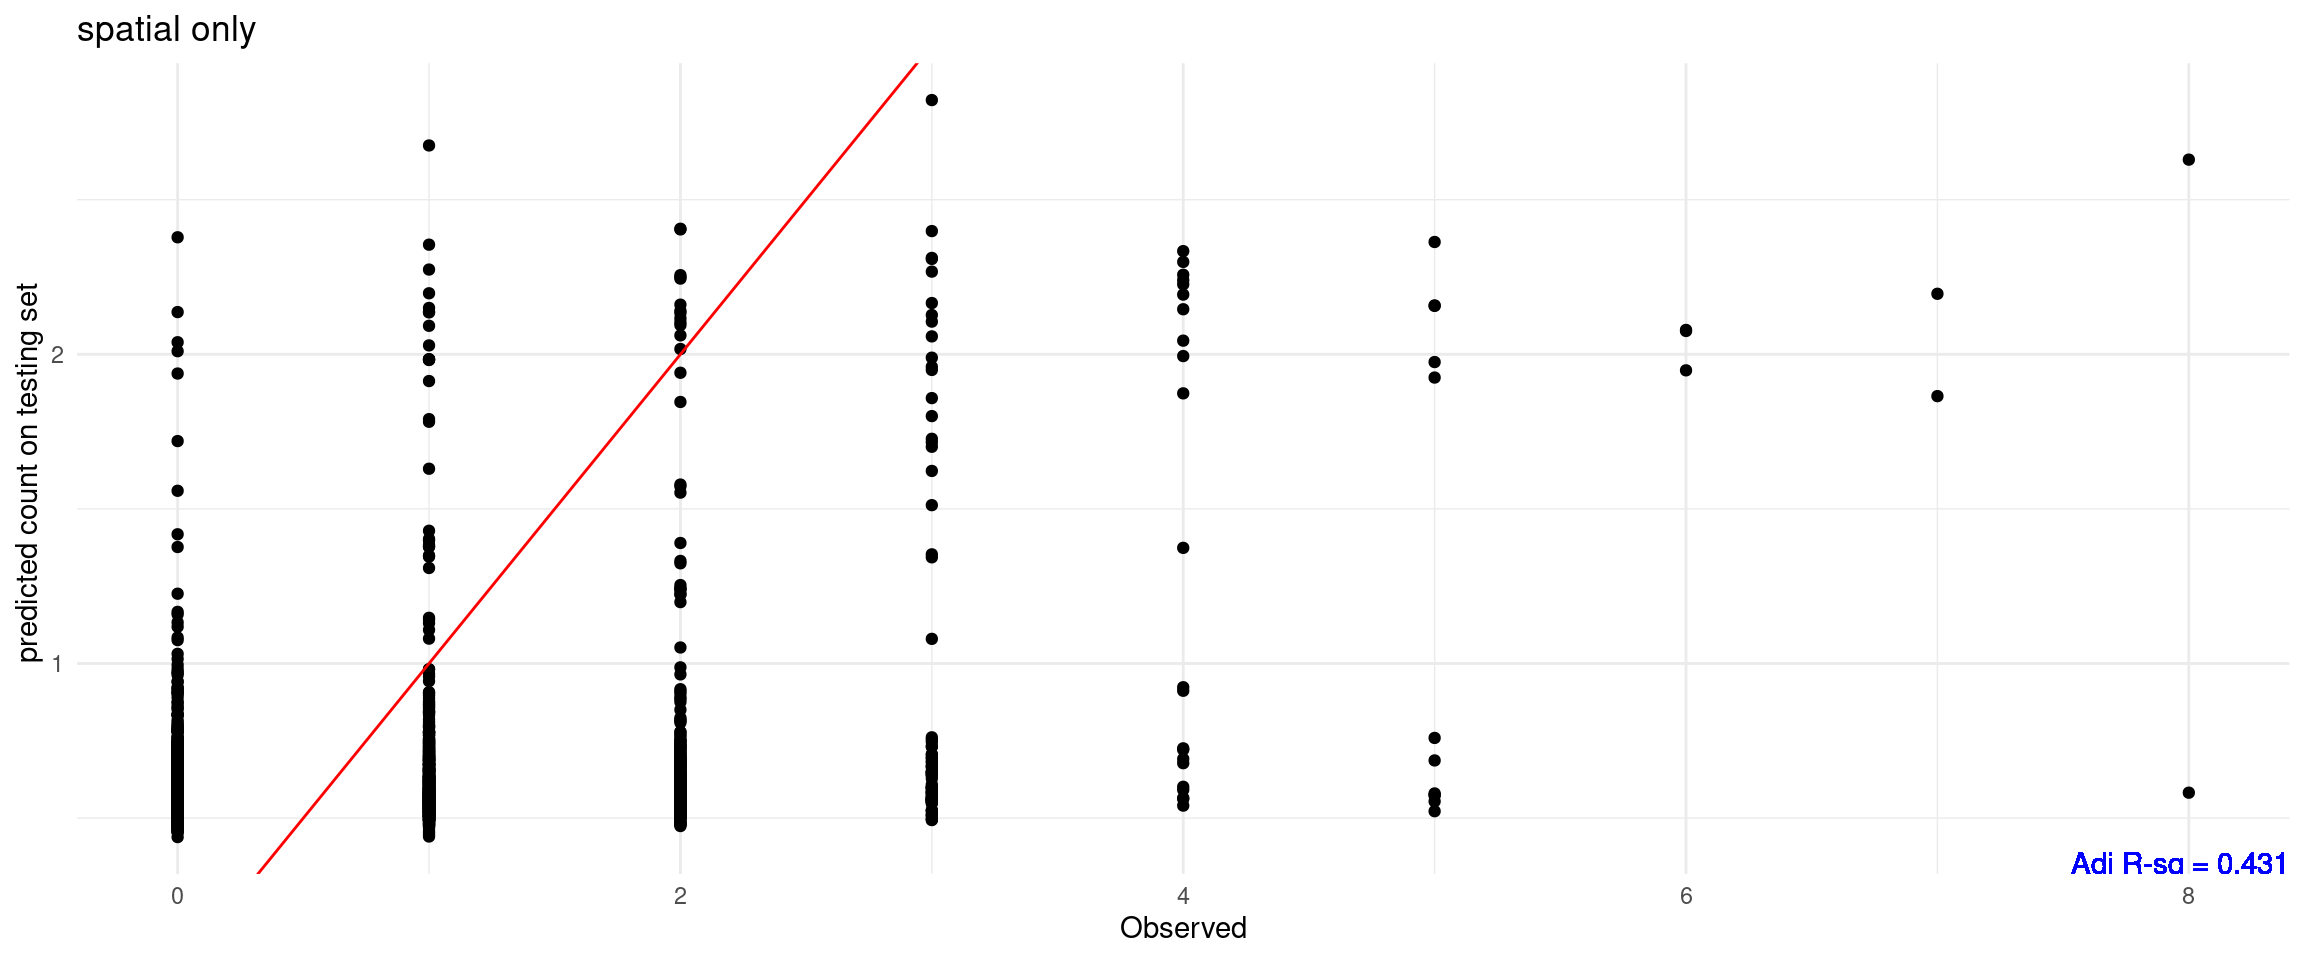 spatial only
predicted count on testing set
2
1
0
2
4
6
8
Observed
Adj R-sq = 0.431